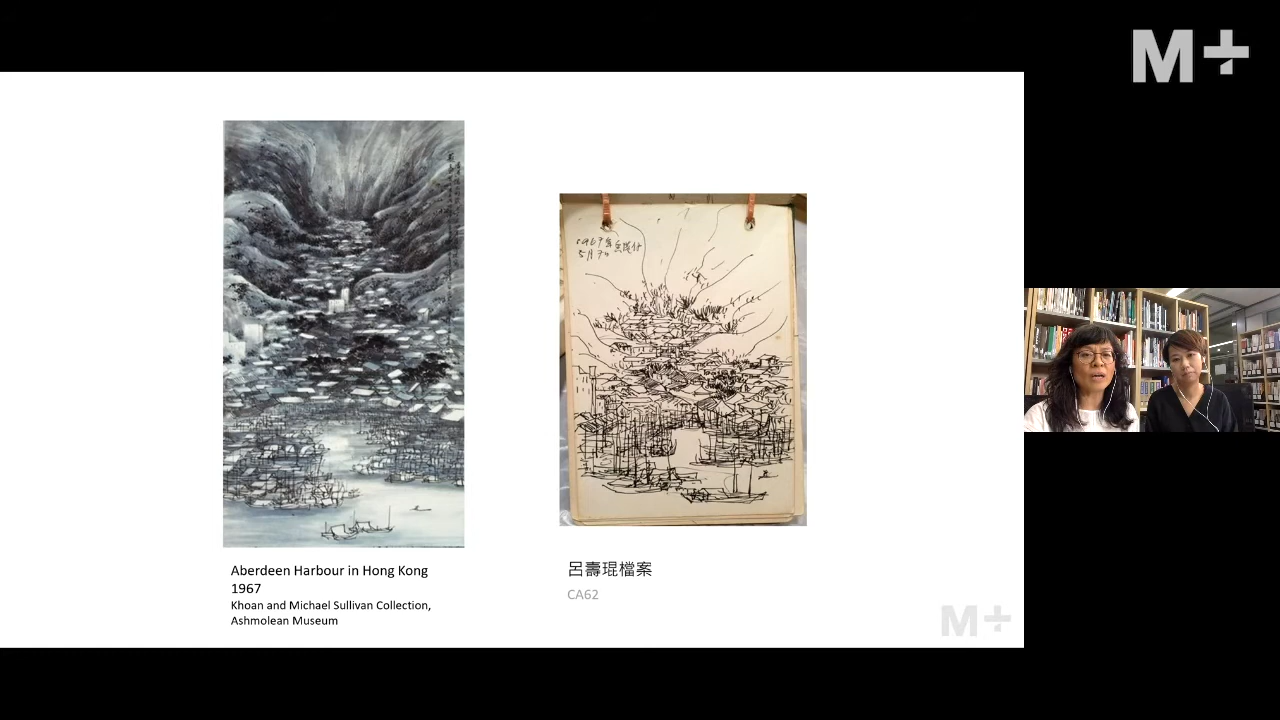 M+
Aberdeen Harbour in Hong Kong
1967
Khoan and Michael Sullivan Collection,
Ashmolean Museum
呂壽琨檔案
CA62
M+